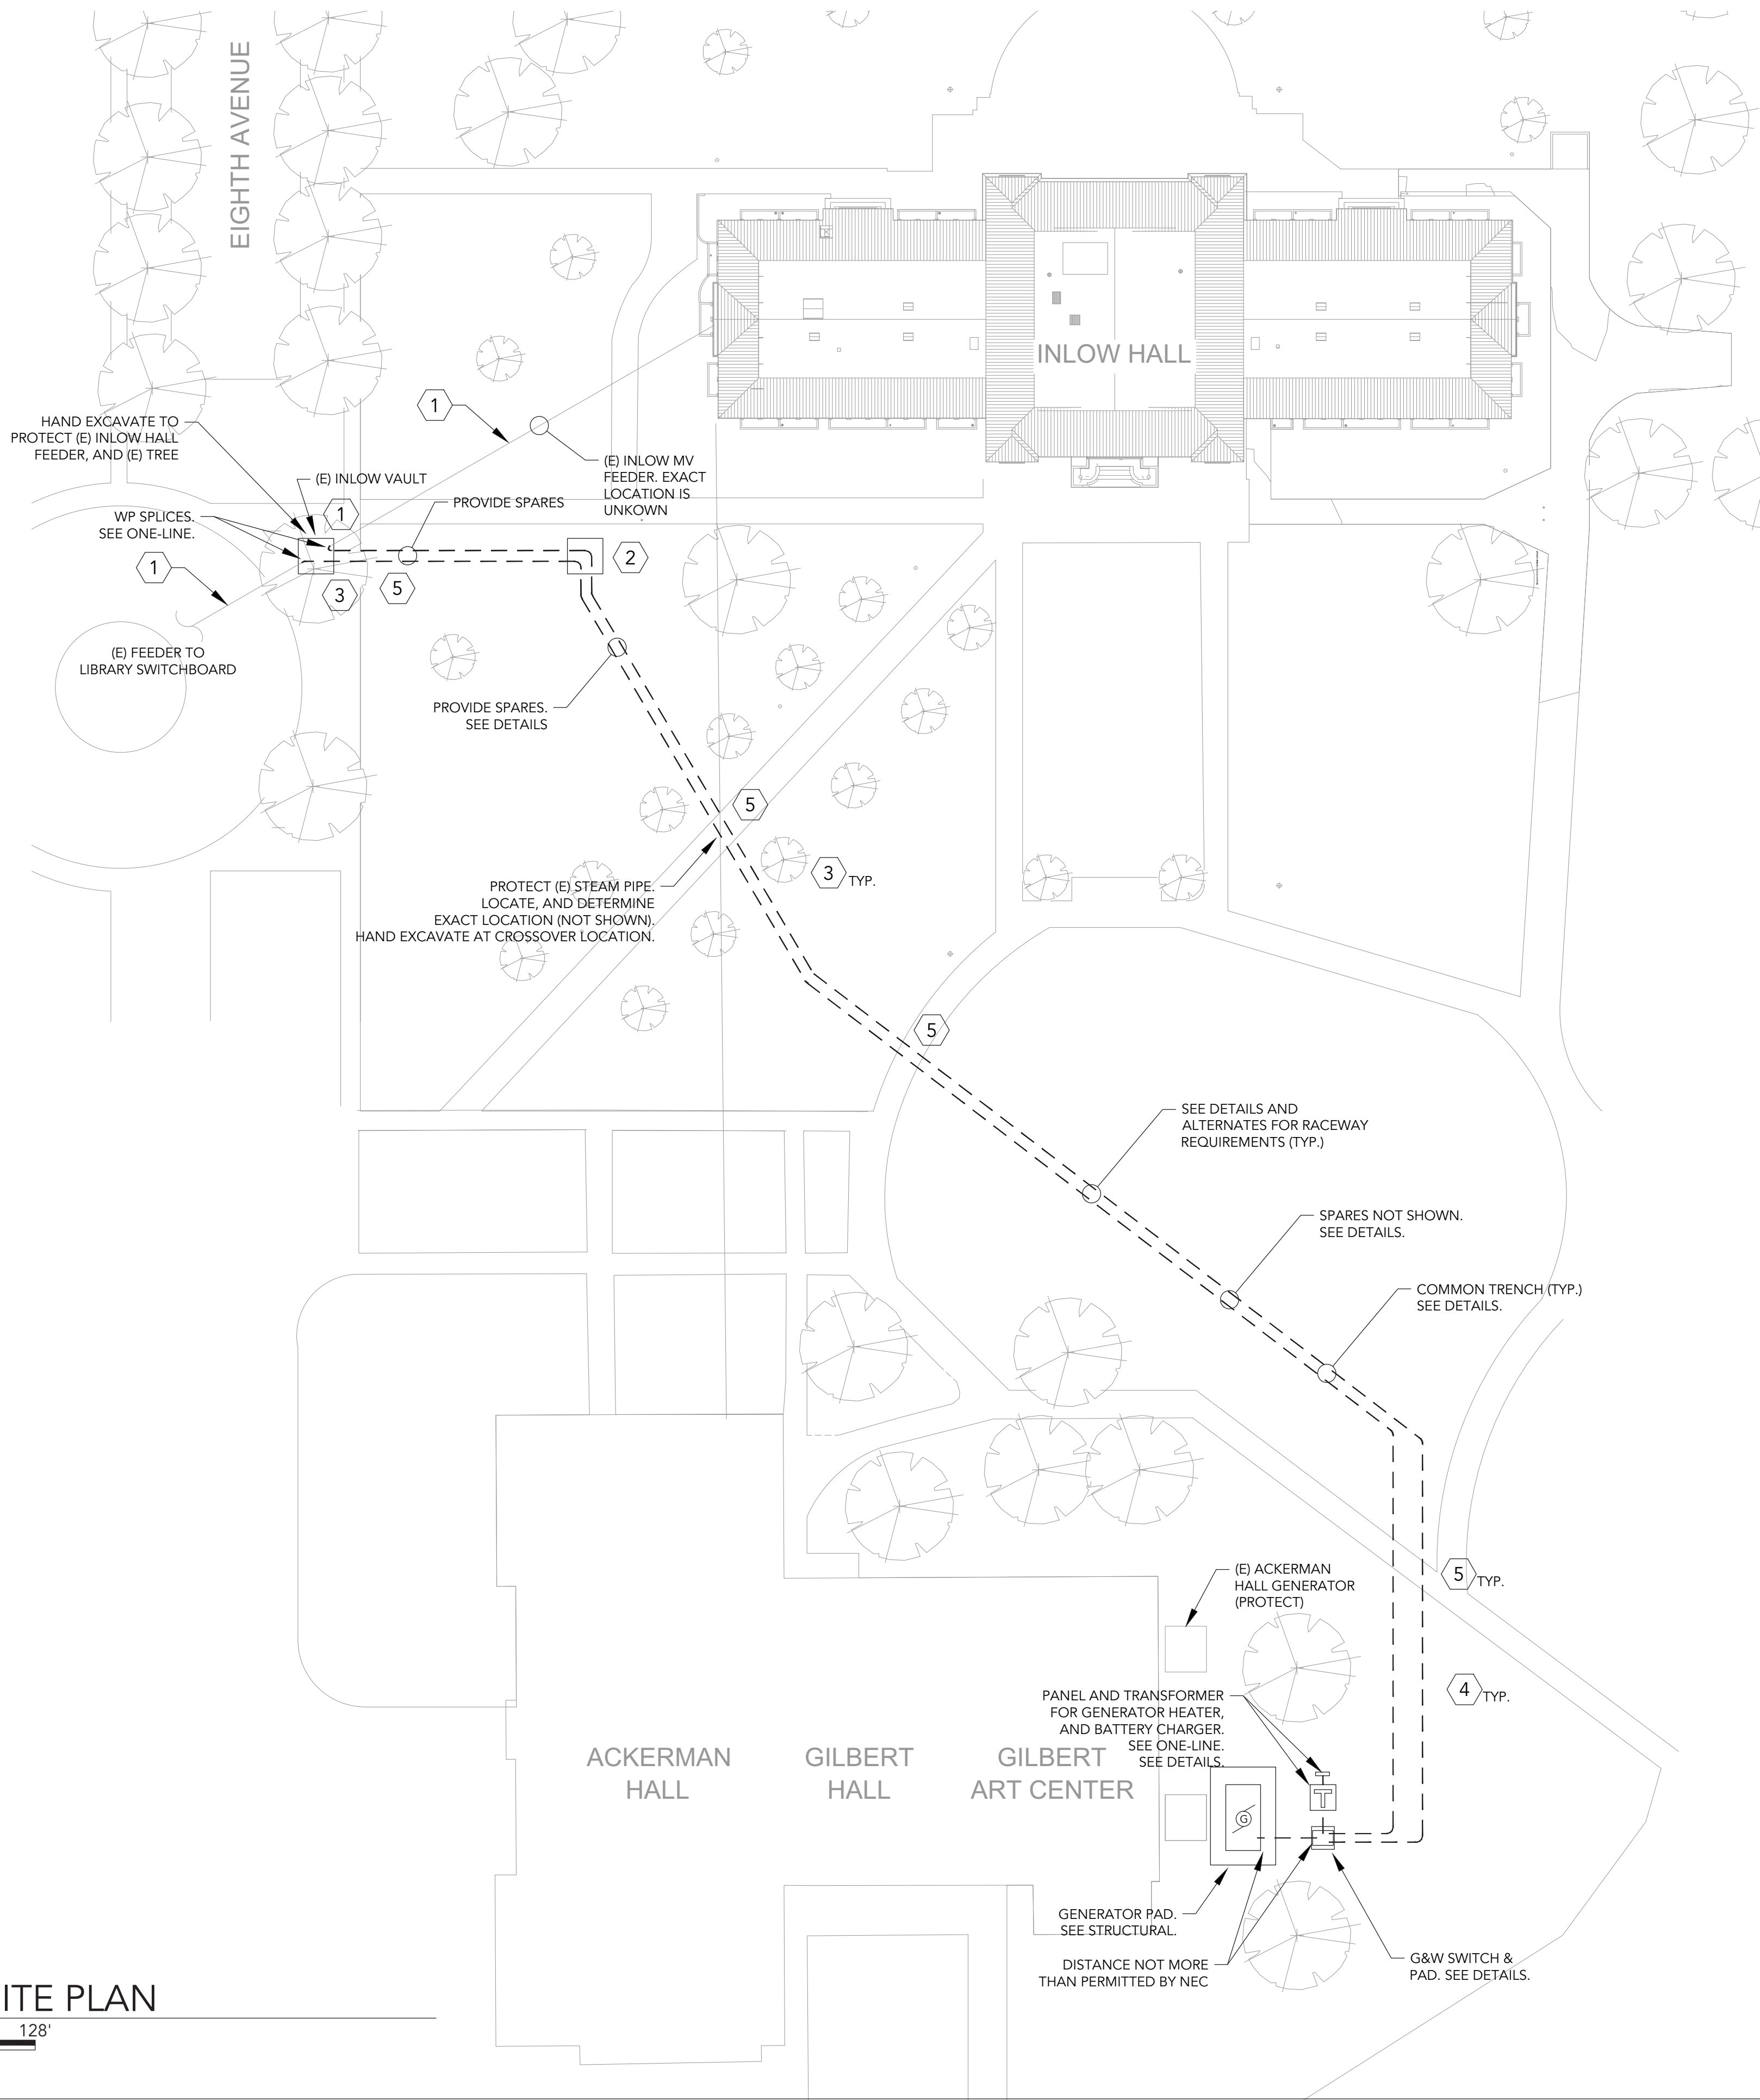 EIGHTH AVENUE
INLOW HALL
HAND EXCAVATE TO
PROTECT (E) INLOW HALL
FEEDER, AND (E) TREE
1
(E) INLOW MV
FEEDER. EXACT
LOCATION IS
UNKOWN
(E) INLOW VAULT
1
PROVIDE SPARES
WP SPLICES.
SEE ONE-LINE.
1
2
3
5
(E) FEEDER TO
LIBRARY SWITCHBOARD
PROVIDE SPARES.
SEE DETAILS
5
3 TYP.
PROTECT (E) STEAM PIPE.
LOCATE, AND DETERMINE
EXACT LOCATION (NOT SHOWN).
HAND EXCAVATE AT CROSSOVER LOCATION.
5
SEE DETAILS AND
ALTERNATES FOR RACEWAY
REQUIREMENTS (TYP.)
SPARES NOT SHOWN.
SEE DETAILS.
COMMON TRENCH (TYP.)
SEE DETAILS.
(E) ACKERMAN
HALL GENERATOR
(PROTECT)
5 TYP.
4 TYP.
PANEL AND TRANSFORMER
FOR GENERATOR HEATER,
AND BATTERY CHARGER.
SEE ONE-LINE.
SEE DETAILS.
ACKERMAN
HALL
GILBERT
HALL
GILBERT
ART CENTER
T
G
GENERATOR PAD.
SEE STRUCTURAL.
DISTANCE NOT MORE
THAN PERMITTED BY NEC
G&W SWITCH &
PAD. SEE DETAILS.
ITE PLAN
128'